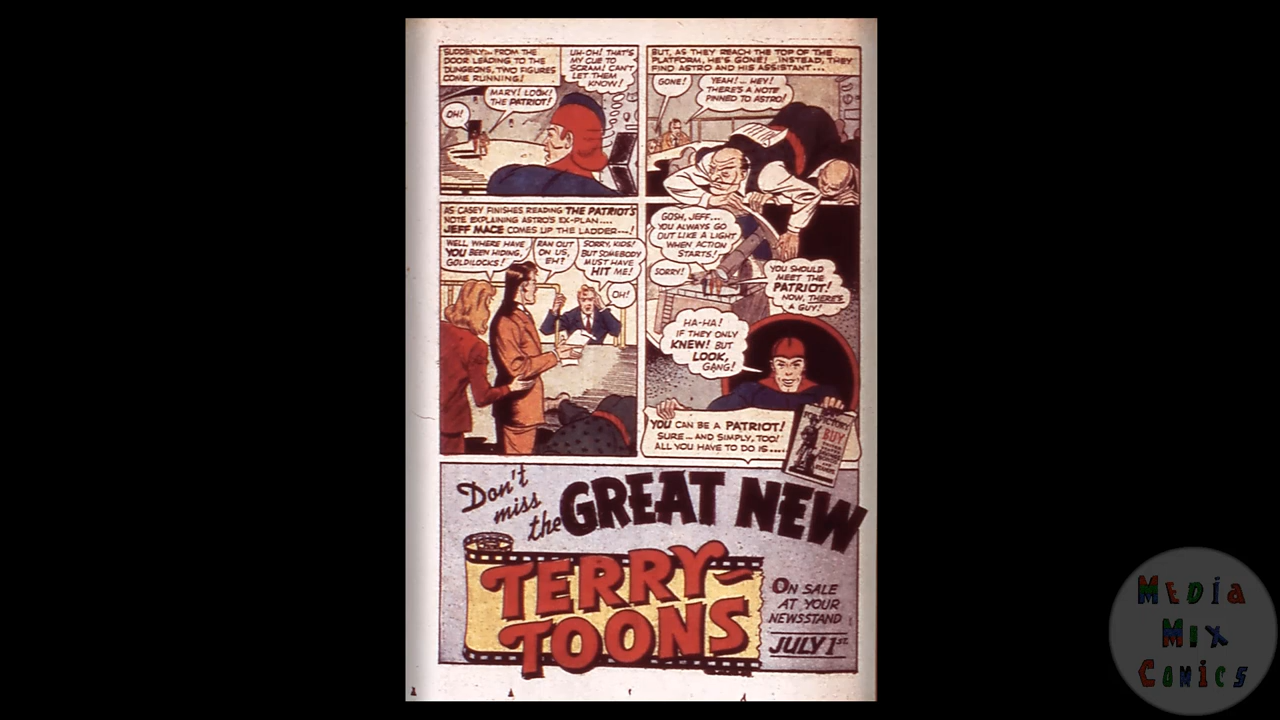 SUDDENLY... FROM THE
DOOR LEADING TO THE
DUNGEONS, TWO FIGURES
COME RUNNING!
UH-OH! THAT'S
MY CUE TO
SCRAM! CAN'T
LET THEM
KNOW!
MARY! LOOK!
THE PATRIOT!
OH!
BUT, AS THEY REACH THE TOP OF THE
PLATFORM, HE'S GONE! INSTEAD, THEY
FIND ASTRO AND HIS ASSISTANT...
GONE!
YEAH!... HEY!
THERE'S A NOTE
PINNED TO ASTRO!
AS CASEY FINISHES READING THE PATRIOT'S
NOTE EXPLAINING ASTRO'S EX-PLAN....
JEFF MACE COMES UP THE LADDER...!
WELL, WHERE HAVE
YOU BEEN HIDING,
GOLDILOCKS!
RAN OUT
ON US,
EH?
SORRY, KIDS!
BUT SOMEBODY
MUST HAVE
HIT ME!
OH!
GOSH, JEFF...
YOU ALWAYS GO
OUT LIKE A LIGHT
WHEN ACTION
STARTS!
SORRY!
YOU SHOULD
MEET THE
PATRIOT!
NOW, THERE'S
A GUY!
HA-HA!
IF THEY ONLY
KNEW! BUT
LOOK,
GANG!
YOU CAN BE A PATRIOT!
SURE... AND SIMPLY, TOO!
ALL YOU HAVE TO DO IS....
BUY
Don't
miss
the GREAT NEW
TERRY-
TOONS
ON SALE
AT YOUR
NEWSSTAND
JULY 1ST.
MEDiA
MiX
COMiCS